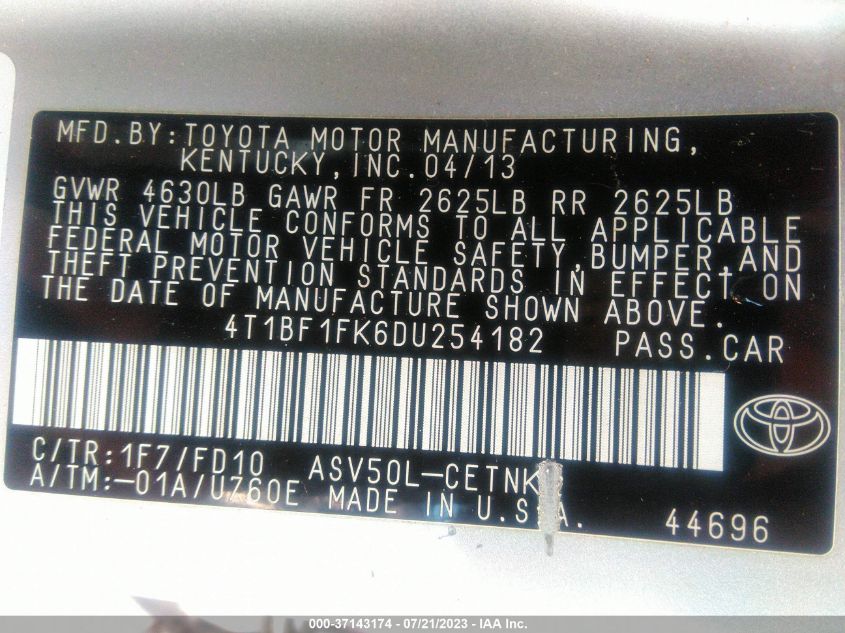 MFD.BY:TOYOTA MOTOR MANUFACTURING,
KENTUCKY,INC.04/13
GVWR 4630LB GAWR FR 2625LB RR 2625LB
THIS VEHICLE CONFORMS TO ALL APPLICABLE
FEDERAL MOTOR VEHICLE SAFETY,BUMPER,AND
THEFT PREVENTION STANDARDS IN EFFECT ON
THE DATE OF MANUFACTURE SHOWN ABOVE.
4T1BF1FK6DU254182 PASS.CAR
C/TR:1F7/FD10 ASV50L-CETNK
A/TM:-01A/U760E MADE IN U.S.A.
44696
000-37143174 - 07/21/2023 - IAA Inc.